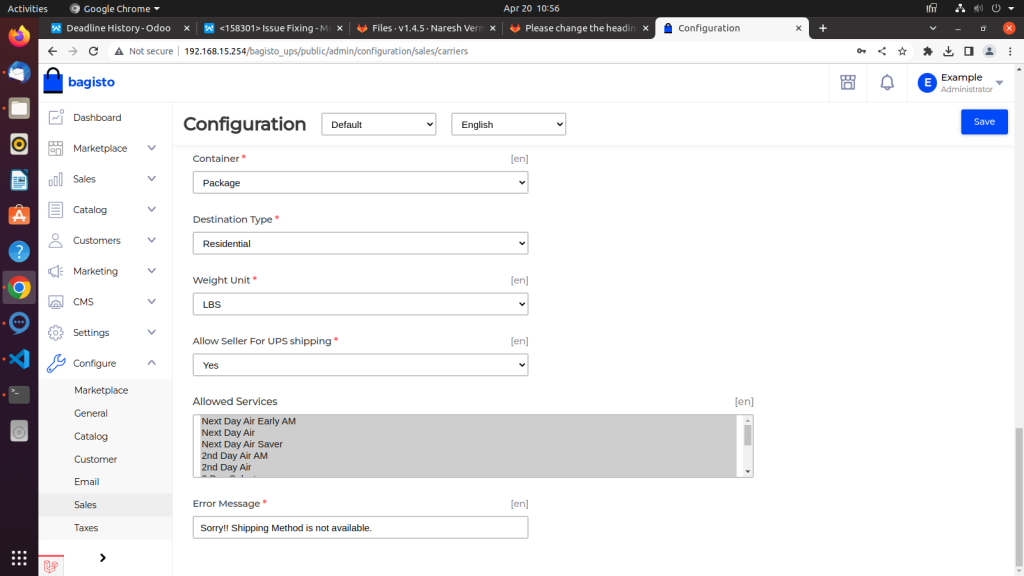 Activities
Google Chrome
Apr 20 10:56
Deadline History - Odoo
<158301> Issue Fixing - M
Files · v1.4.5 · Naresh Verm
Please change the headin
Configuration
Not secure
192.168.15.254/bagisto_ups/public/admin/configuration/sales/carriers
bagisto
E
Example
Administrator
Dashboard
Marketplace
Sales
Catalog
Customers
Marketing
CMS
Settings
Configure
Marketplace
General
Catalog
Customer
Email
Sales
Taxes
Configuration
Default
English
Save
Container *
[en]
Package
Destination Type *
Residential
Weight Unit *
[en]
LBS
Allow Seller For UPS shipping *
[en]
Yes
Allowed Services
[en]
Next Day Air Early AM
Next Day Air
Next Day Air Saver
2nd Day Air AM
2nd Day Air
Error Message *
[en]
Sorry!! Shipping Method is not available.